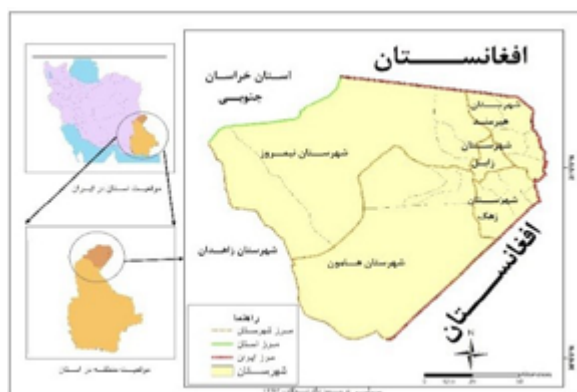 افغانستان
استان خراسان
جنوبی
شهرستان
هیرمند
شهرستان
زابل
شهرستان نیمروز
شهرستان
زهک
شهرستان زاهدان
شهرستان هامون
افغانستان
راهنما
مرز شهرستان
مرز استان
مرز ایران
شهرستان
N
موقعیت استان در ایران
موقعیت منطقه در استان